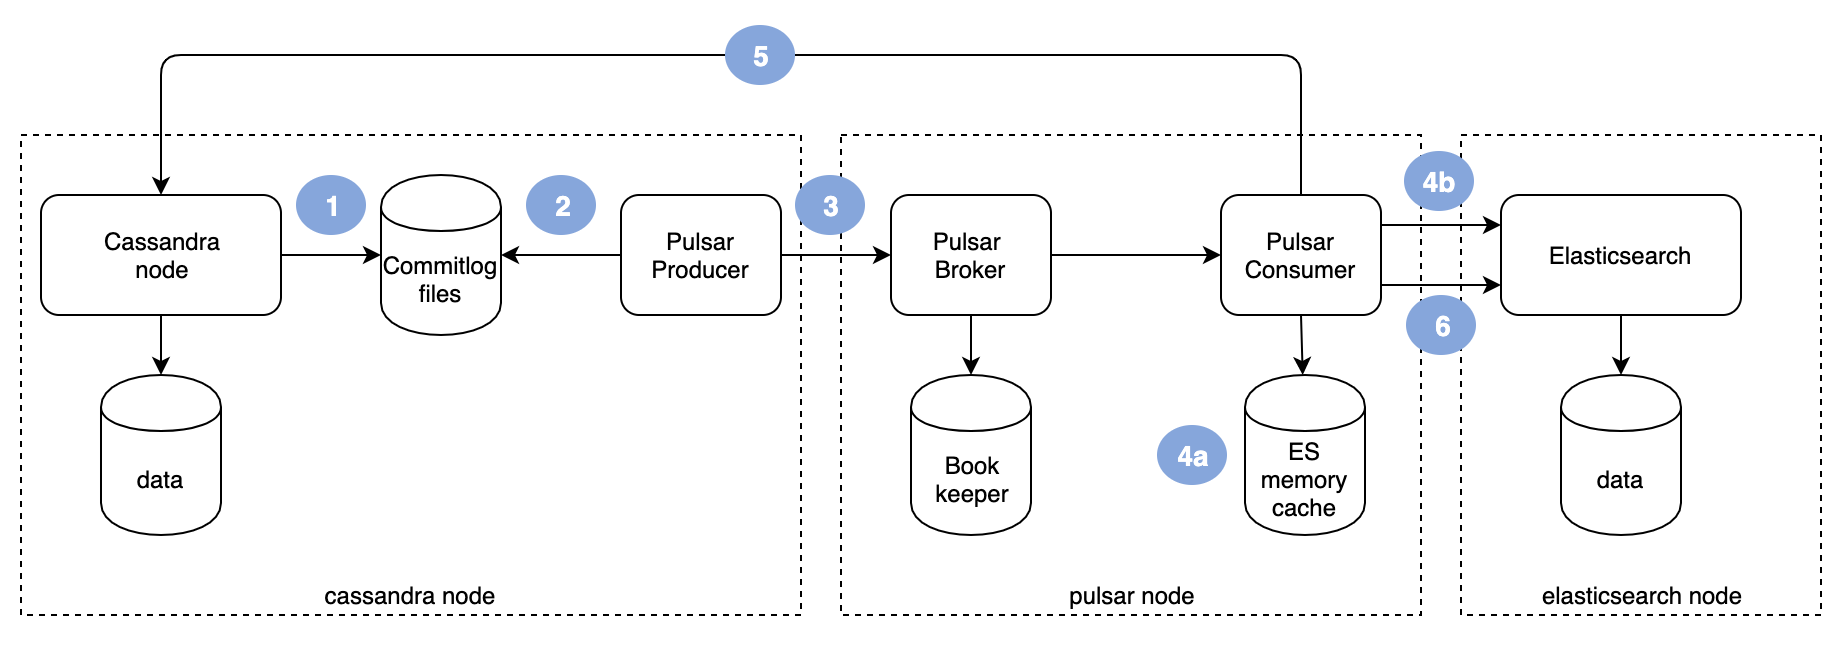 5
1
2
3
4b
Cassandra
node
Commitlog
files
Pulsar
Producer
Pulsar
Broker
Pulsar
Consumer
Elasticsearch
6
data
Book
keeper
4a
ES
memory
cache
data
cassandra node
pulsar node
elasticsearch node